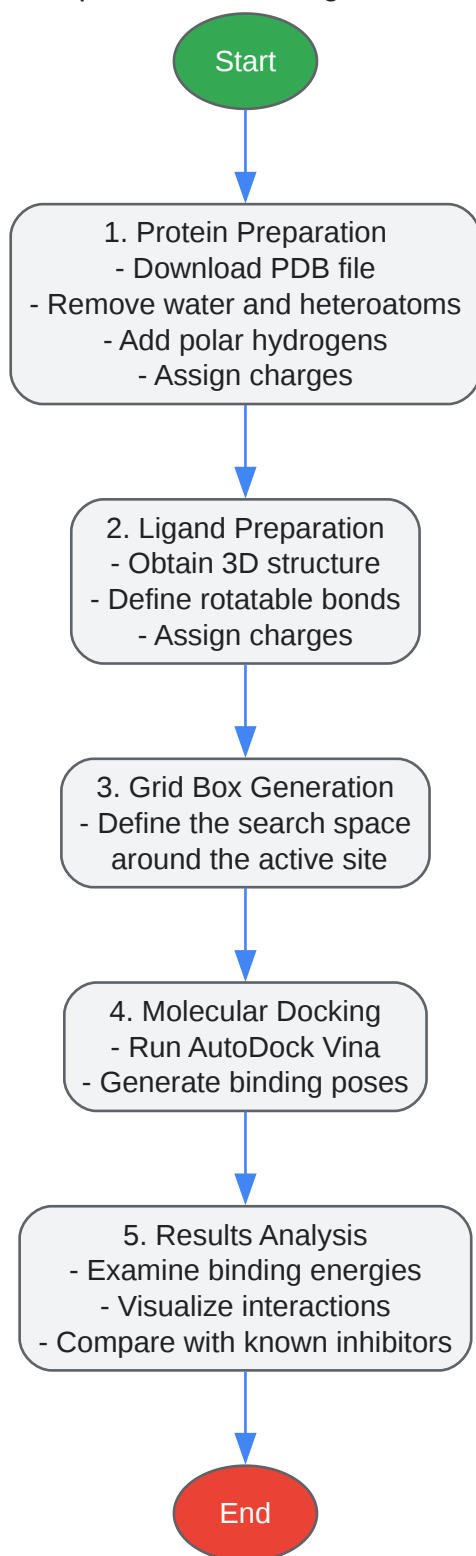 Start
1. Protein Preparation
- Download PDB file
- Remove water and heteroatoms
- Add polar hydrogens
- Assign charges
2. Ligand Preparation
- Obtain 3D structure
- Define rotatable bonds
- Assign charges
3. Grid Box Generation
- Define the search space
around the active site
4. Molecular Docking
- Run AutoDock Vina
- Generate binding poses
5. Results Analysis
- Examine binding energies
- Visualize interactions
- Compare with known inhibitors
End